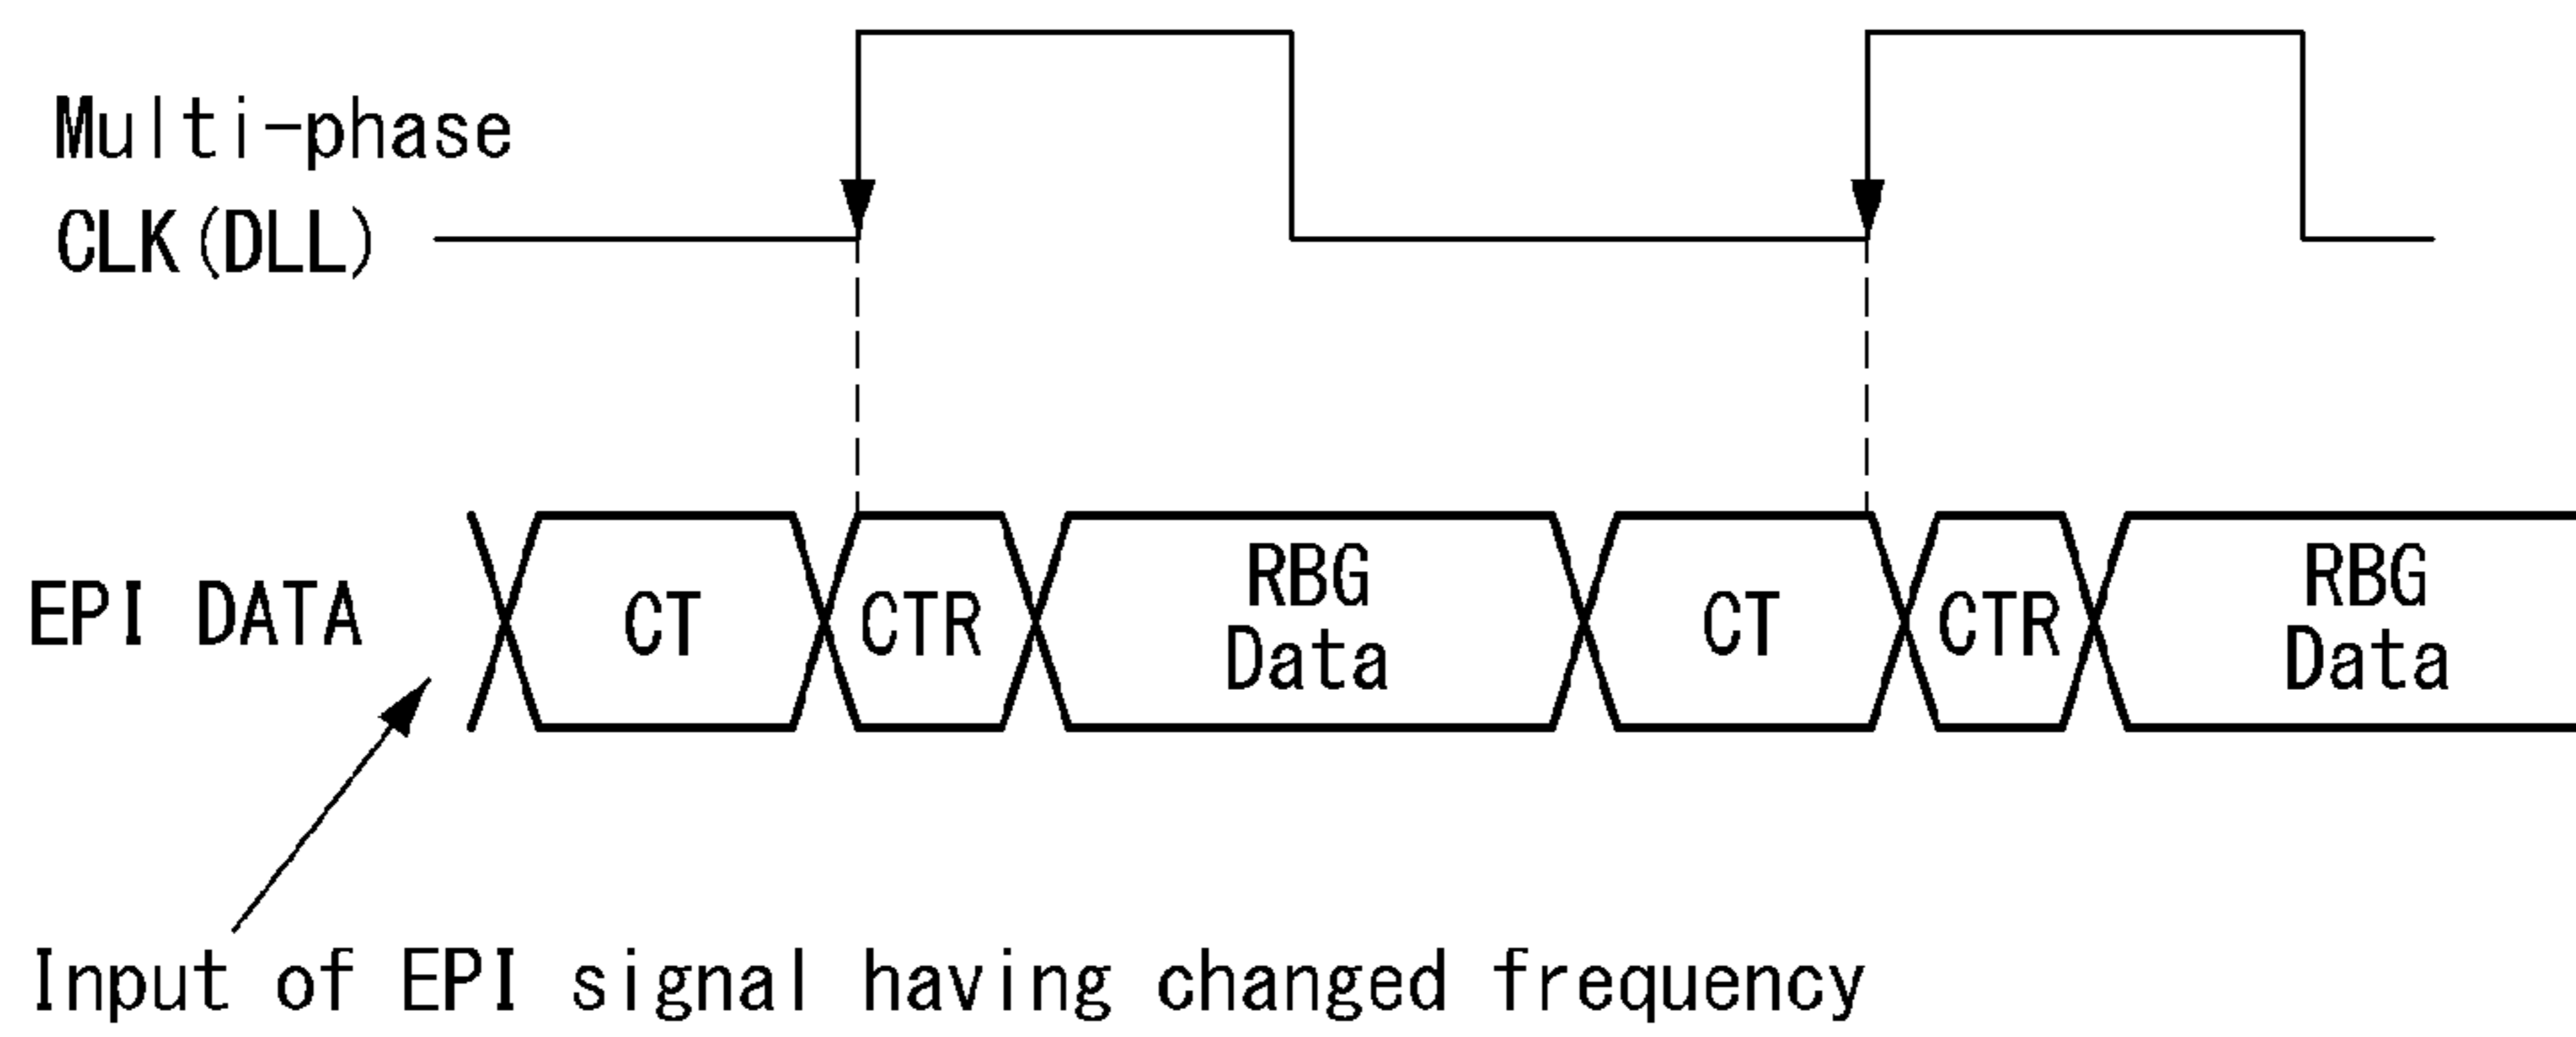 Multi-phase
CLK(DLL)
EPI DATA
CT
CTR
RBG
Data
CT
CTR
RBG
Data
Input of EPI signal having changed frequency